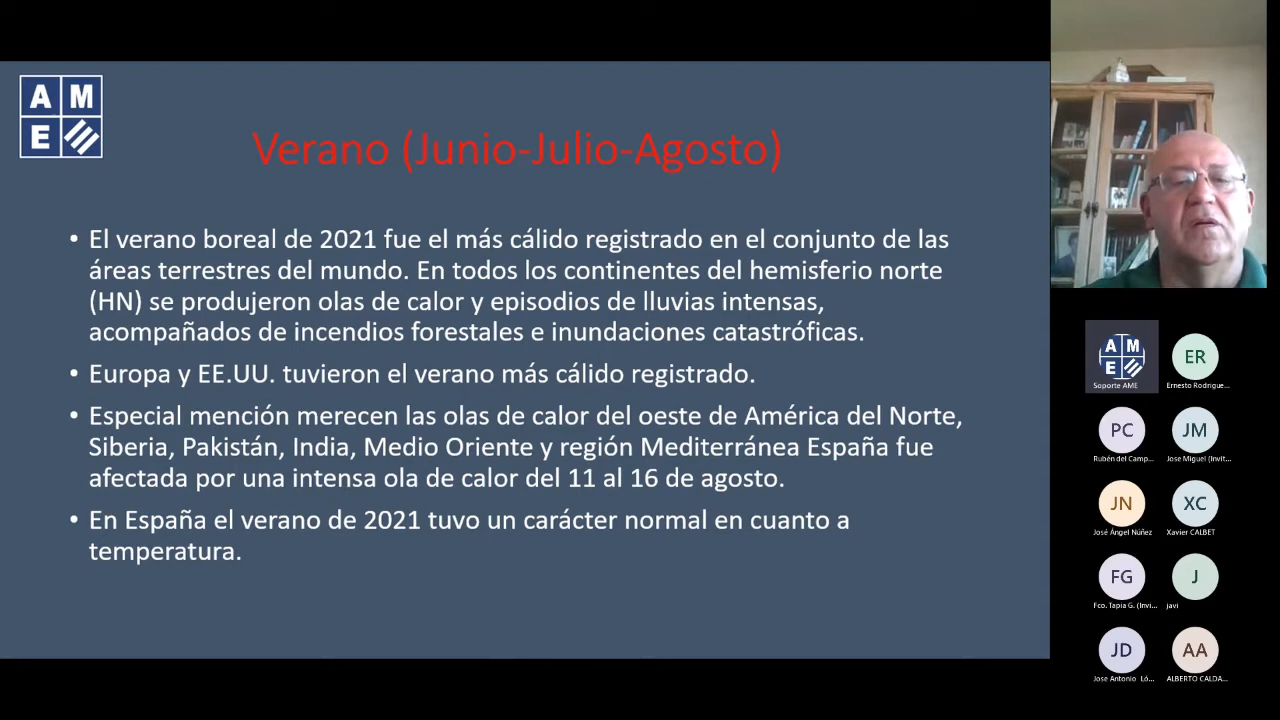 A M
E
Verano (Junio-Julio-Agosto)
• El verano boreal de 2021 fue el más cálido registrado en el conjunto de las
áreas terrestres del mundo. En todos los continentes del hemisferio norte
(HN) se produjeron olas de calor y episodios de lluvias intensas,
acompañados de incendios forestales e inundaciones catastróficas.
• Europa y EE.UU. tuvieron el verano más cálido registrado.
• Especial mención merecen las olas de calor del oeste de América del Norte,
Siberia, Pakistán, India, Medio Oriente y región Mediterránea España fue
afectada por una intensa ola de calor del 11 al 16 de agosto.
• En España el verano de 2021 tuvo un carácter normal en cuanto a
temperatura.
A M
E
Soporte AME
ER
Ernesto Rodrigue...
PC
Rubén del Camp...
JM
Jose Miguel (Invit...
JN
José Ángel Núñez
XC
Xavier CALBET
FG
Fco. Tapia G. (Invi...
J
javi
JD
Jose Antonio Ló...
AA
ALBERTO CALDA...